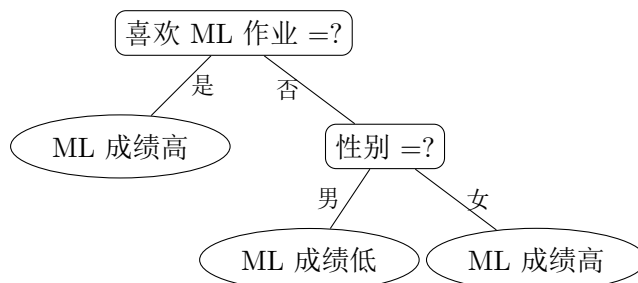 喜欢 ML 作业 =?
是
否
ML 成绩高
性别 =?
男
女
ML 成绩低
ML 成绩高